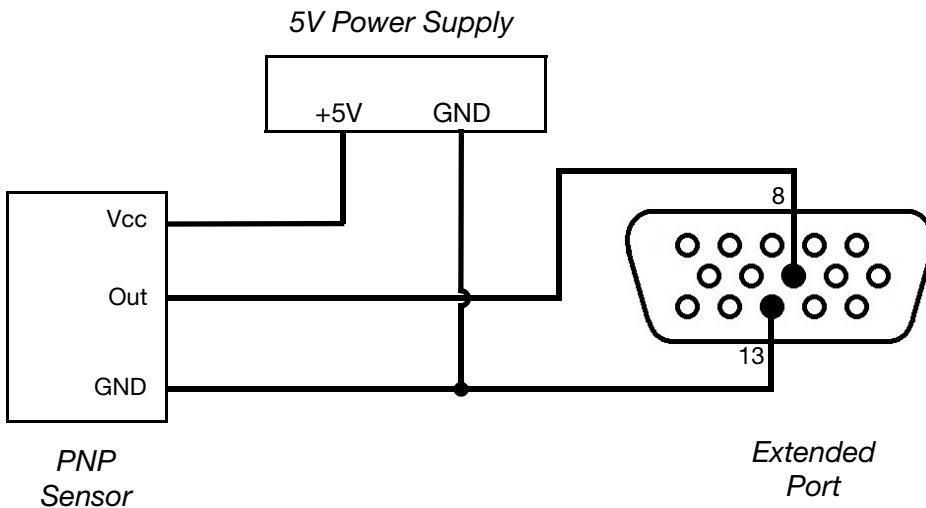 5V Power Supply
+5V GND
Vcc
Out
GND
8
13
PNP
Sensor
Extended
Port